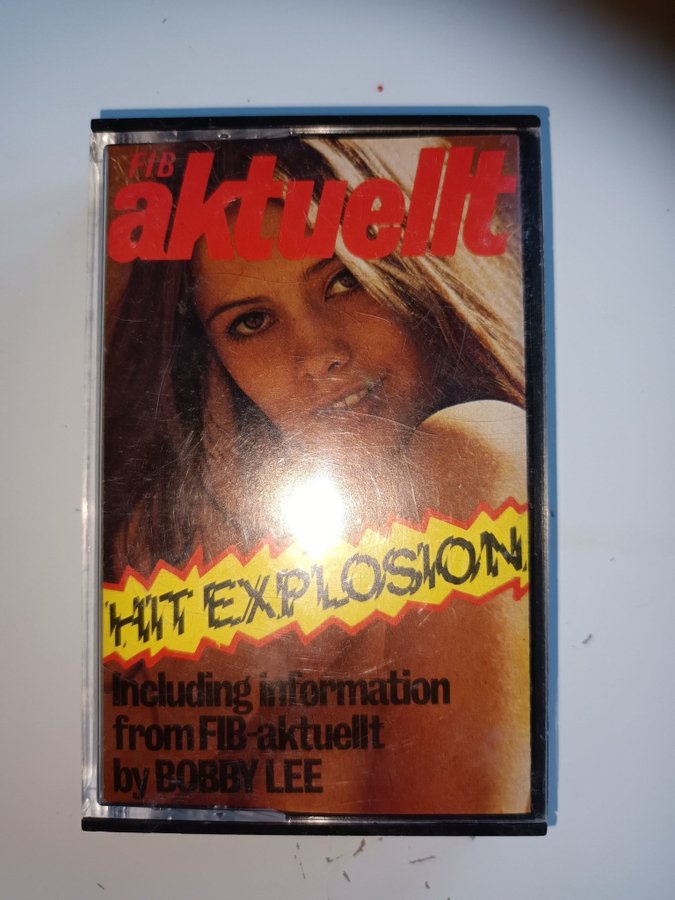 FIB
aktuellt
HIT EXPLOSION
Including information
from FIB-aktuellt
by BOBBY LEE